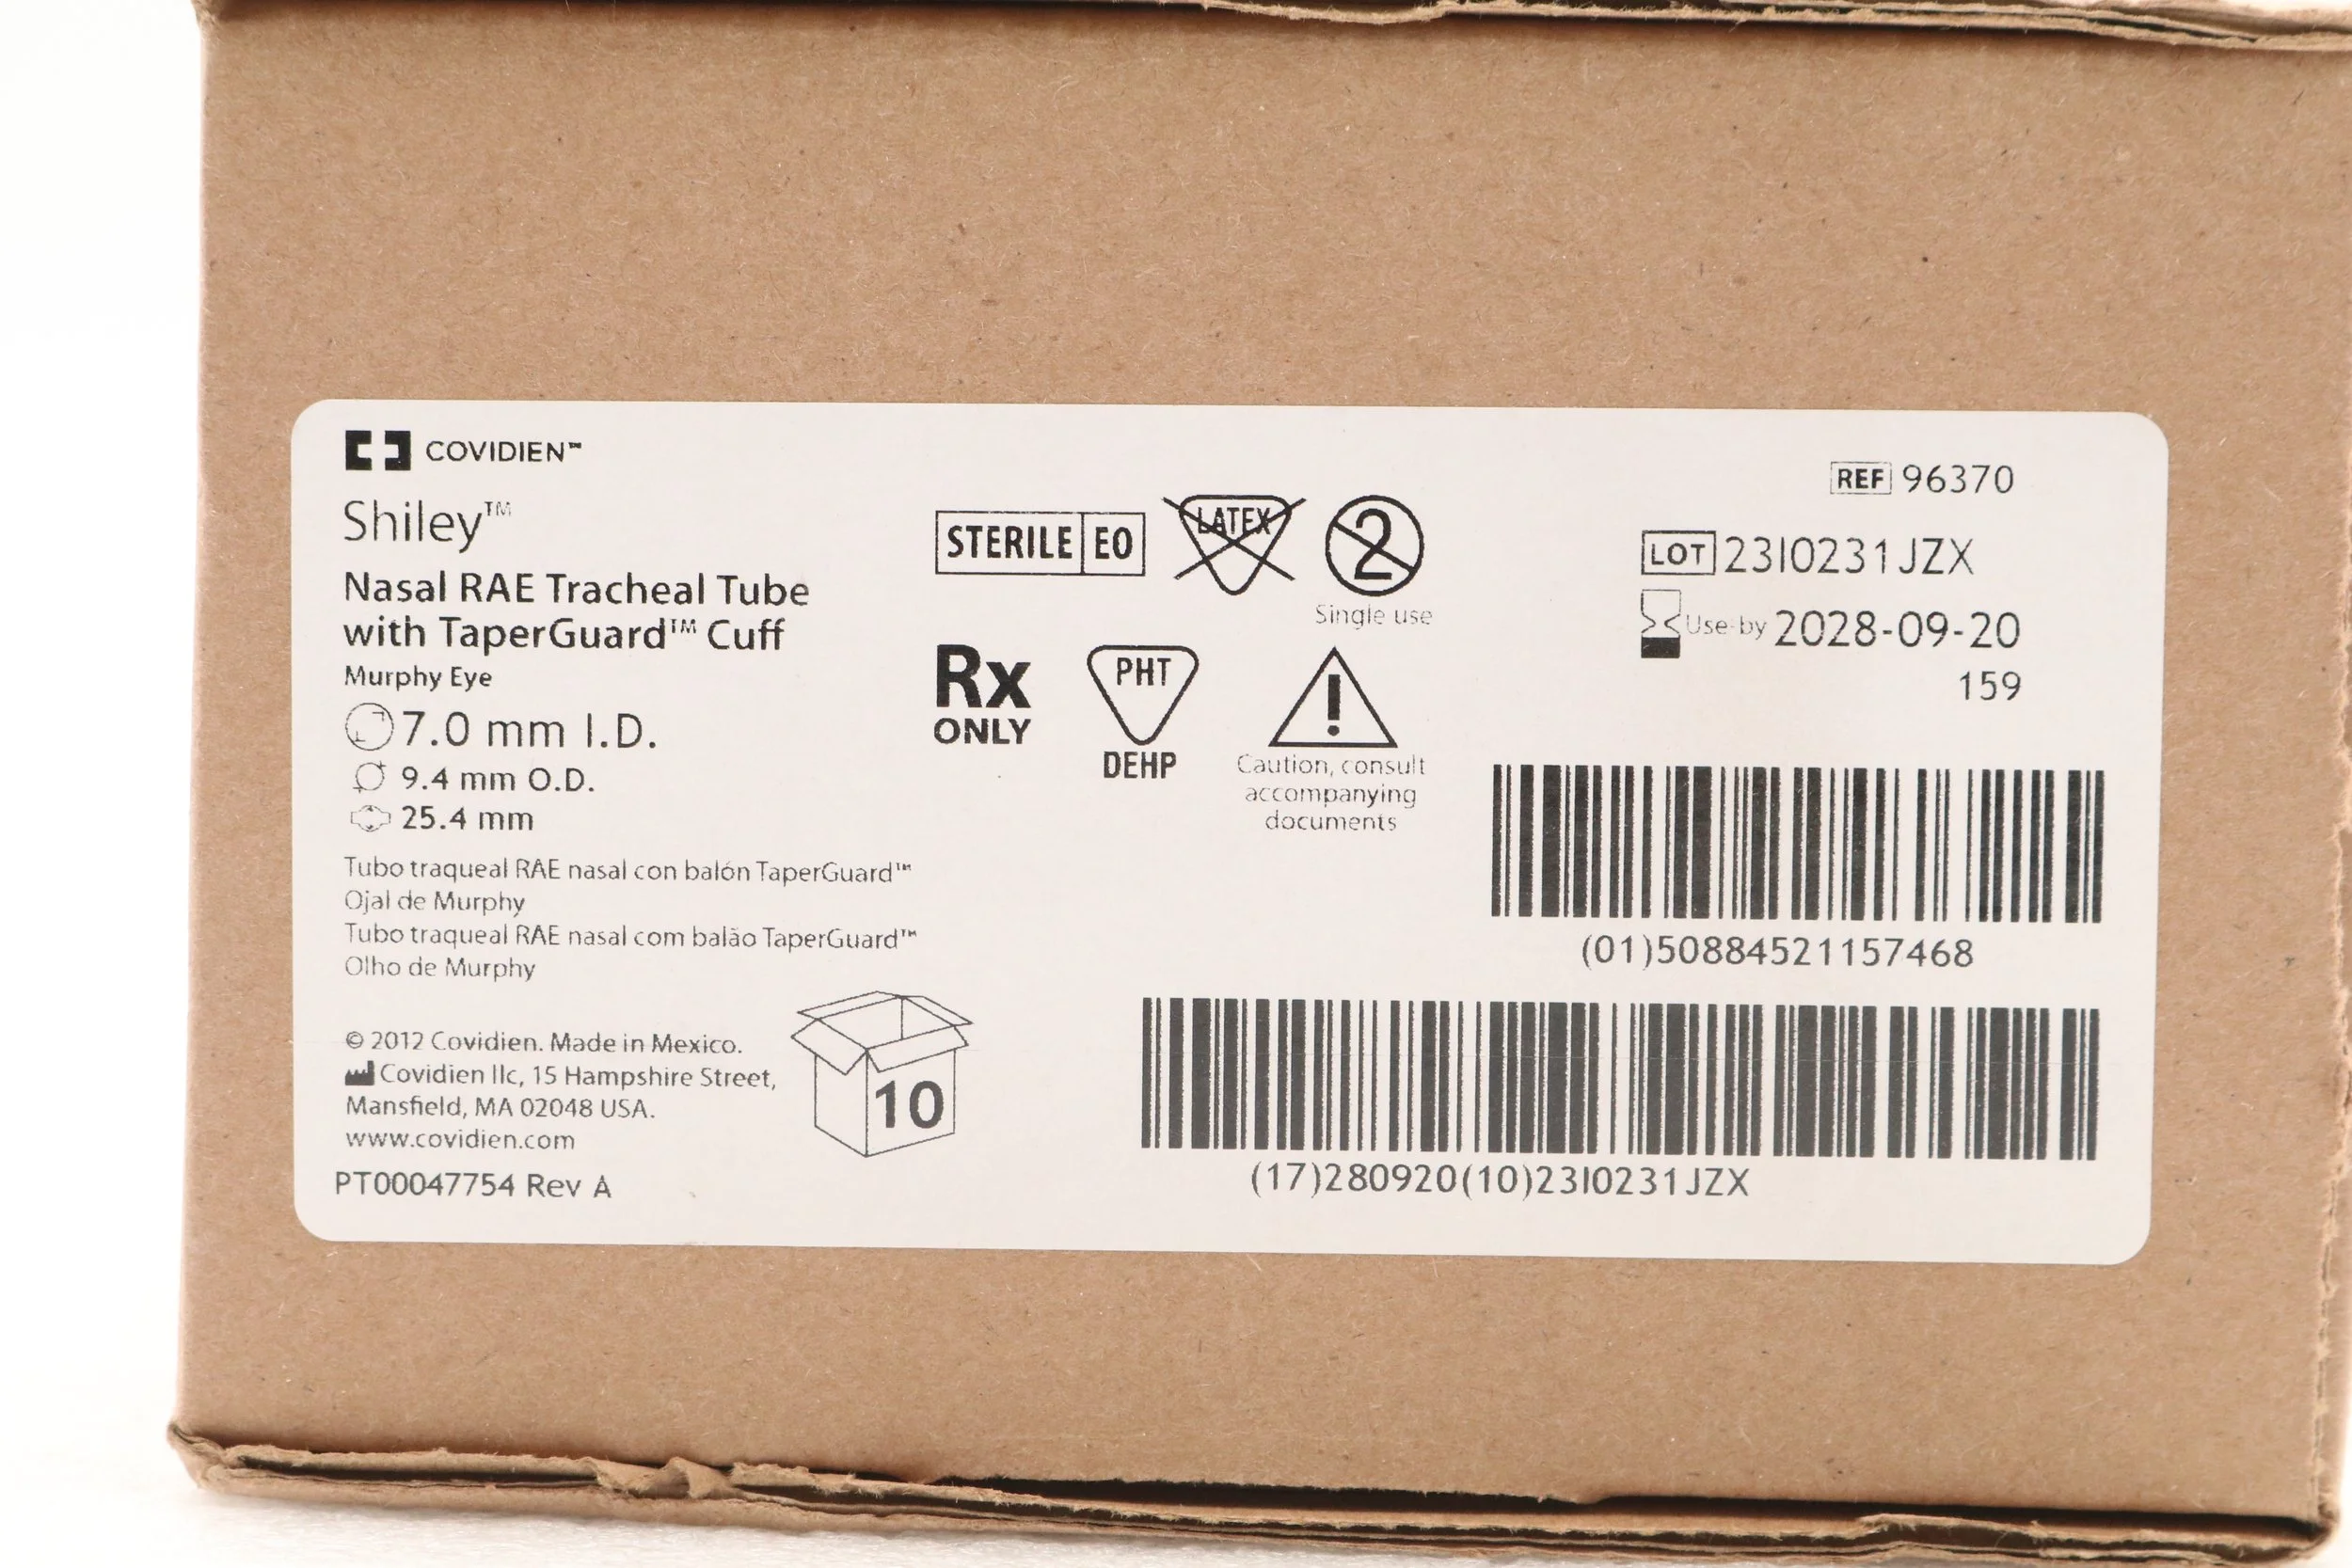 COVIDIEN™
Shiley™
Nasal RAE Tracheal Tube
with TaperGuard™ Cuff
Murphy Eye
7.0 mm I.D.
9.4 mm O.D.
25.4 mm
Tubo traqueal RAE nasal con balón TaperGuard™
Ojal de Murphy
Tubo traqueal RAE nasal com balão TaperGuard™
Olho de Murphy
© 2012 Covidien. Made in Mexico.
Covidien llc, 15 Hampshire Street,
Mansfield, MA 02048 USA.
www.covidien.com
PT00047754 Rev A
10
STERILE EO
LATEX
2
Single use
Rx
ONLY
PHT
DEHP
!
Caution, consult
accompanying
documents
REF 96370
LOT 23I0231JZX
Use-by 2028-09-20
159
(01)50884521157468
(17)280920(10)23I0231JZX